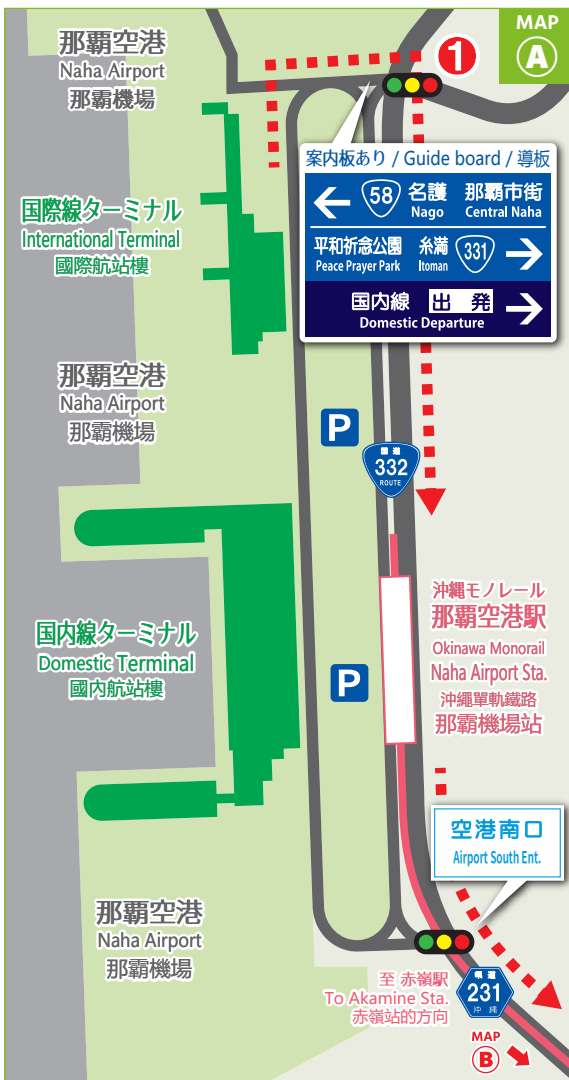 MAP
A
那覇空港
Naha Airport
那霸機場
1
案内板あり / Guide board / 導板
58
名護 那覇市街
Nago Central Naha
平和祈念公園 糸満
Peace Prayer Park Itoman
331
国内線 出発
Domestic Departure
国際線ターミナル
International Terminal
國際航站樓
那覇空港
Naha Airport
那霸機場
P
国道
332
ROUTE
国内線ターミナル
Domestic Terminal
國内航站樓
P
沖縄モノレール
那覇空港駅
Okinawa Monorail
Naha Airport Sta.
沖繩單軌鐵路
那霸機場站
空港南口
Airport South Ent.
那覇空港
Naha Airport
那霸機場
至 赤嶺駅
To Akamine Sta.
赤嶺站的方向
県道
231
沖縄
MAP
B